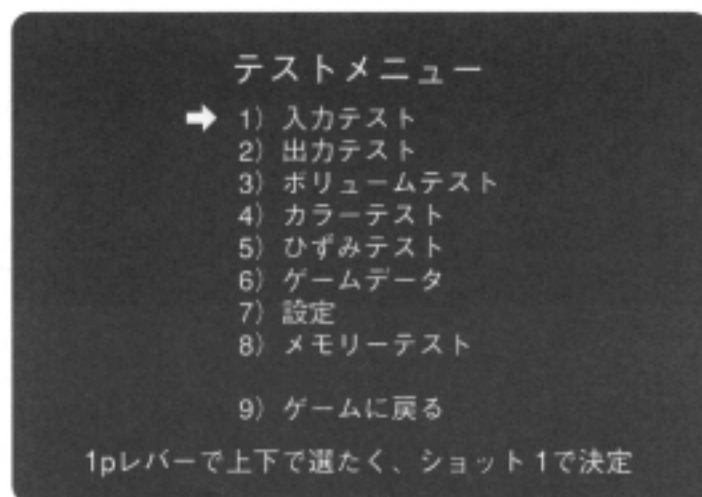 テストメニュー
➡ 1) 入力テスト
2) 出力テスト
3) ボリュームテスト
4) カラーテスト
5) ひずみテスト
6) ゲームデータ
7) 設定
8) メモリーテスト
9) ゲームに戻る
1pレバーで上下で選たく、ショット1で決定